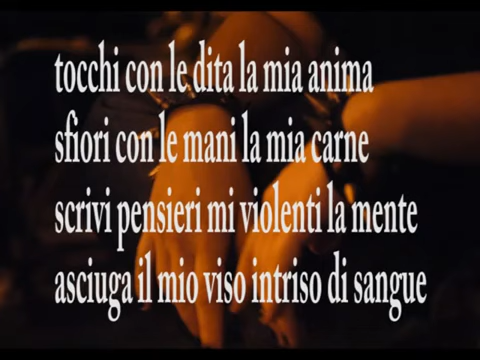 tocchi con le dita la mia anima
sfiori con le mani la mia carne
scrivi pensieri mi violenti la mente
asciuga il mio viso intriso di sangue